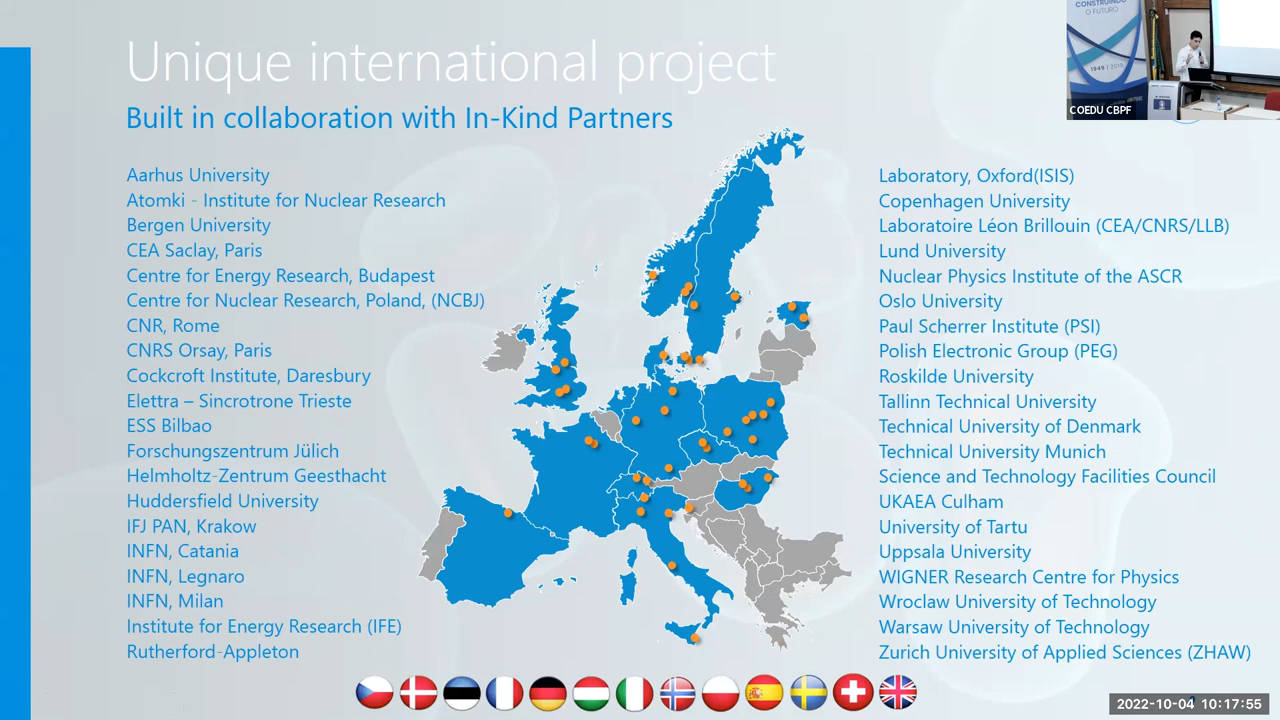 Unique international project
Built in collaboration with In-Kind Partners
Aarhus University
Atomki - Institute for Nuclear Research
Bergen University
CEA Saclay, Paris
Centre for Energy Research, Budapest
Centre for Nuclear Research, Poland, (NCBJ)
CNR, Rome
CNRS Orsay, Paris
Cockcroft Institute, Daresbury
Elettra – Sincrotrone Trieste
ESS Bilbao
Forschungszentrum Jülich
Helmholtz-Zentrum Geesthacht
Huddersfield University
IFJ PAN, Krakow
INFN, Catania
INFN, Legnaro
INFN, Milan
Institute for Energy Research (IFE)
Rutherford-Appleton
Laboratory, Oxford(ISIS)
Copenhagen University
Laboratoire Léon Brillouin (CEA/CNRS/LLB)
Lund University
Nuclear Physics Institute of the ASCR
Oslo University
Paul Scherrer Institute (PSI)
Polish Electronic Group (PEG)
Roskilde University
Tallinn Technical University
Technical University of Denmark
Technical University Munich
Science and Technology Facilities Council
UKAEA Culham
University of Tartu
Uppsala University
WIGNER Research Centre for Physics
Wroclaw University of Technology
Warsaw University of Technology
Zurich University of Applied Sciences (ZHAW)
CONSTRUINDO
O FUTURO
1949 | 2019
COEDU CBPF
2022-10-04 10:17:55